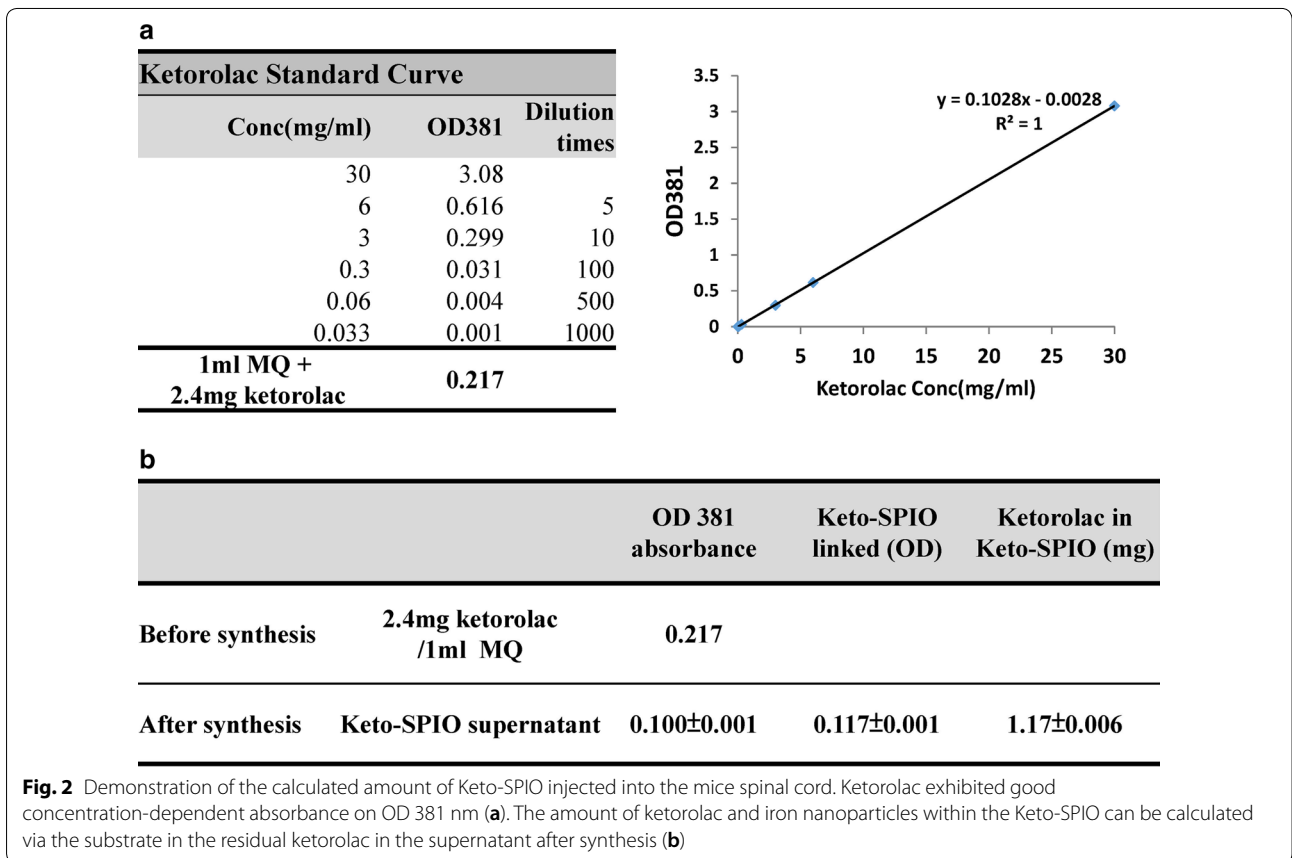 a
Ketorolac Standard Curve
Conc(mg/ml) OD381 Dilution times
30 3.08
6 0.616 5
3 0.299 10
0.3 0.031 100
0.06 0.004 500
0.033 0.001 1000
1ml MQ +
2.4mg ketorolac 0.217
3.5
3
2.5
2
1.5
1
0.5
0
OD381
y = 0.1028x - 0.0028
R² = 1
0 5 10 15 20 25 30
Ketorolac Conc(mg/ml)
b
OD 381 absorbance
Keto-SPIO linked (OD)
Ketorolac in Keto-SPIO (mg)
Before synthesis 2.4mg ketorolac /1ml MQ 0.217
After synthesis Keto-SPIO supernatant 0.100±0.001 0.117±0.001 1.17±0.006
Fig. 2 Demonstration of the calculated amount of Keto-SPIO injected into the mice spinal cord. Ketorolac exhibited good
concentration-dependent absorbance on OD 381 nm (a). The amount of ketorolac and iron nanoparticles within the Keto-SPIO can be calculated
via the substrate in the residual ketorolac in the supernatant after synthesis (b)